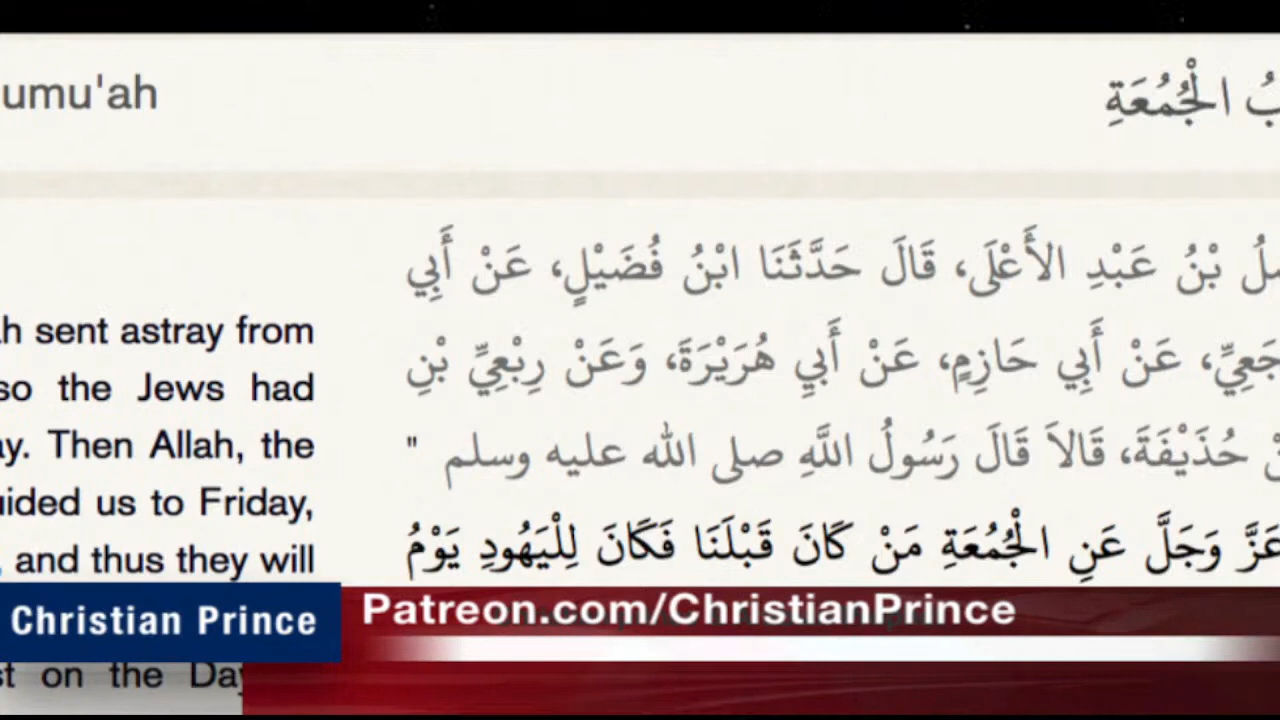 umu'ah
بُ الْجُمُعَةِ
صِلُ بْنُ عَبْدِ الأَعْلَى، قَالَ حَدَّثَنَا ابْنُ فُضَيْلٍ، عَنْ أَبِي
جَعِيِّ، عَنْ أَبِي حَازِمٍ، عَنْ أَبِي هُرَيْرَةَ، وَعَنْ رِبْعِيِّ بْنِ
نْ حُذَيْفَةَ، قَالاَ قَالَ رَسُولُ اللَّهِ صلى الله عليه وسلم "
عَزَّ وَجَلَّ عَنِ الْجُمُعَةِ مَنْ كَانَ قَبْلَنَا فَكَانَ لِلْيَهُودِ يَوْمُ
ah sent astray from
so the Jews had
ay. Then Allah, the
uided us to Friday,
, and thus they will
st on the Day
Christian Prince
Patreon.com/ChristianPrince